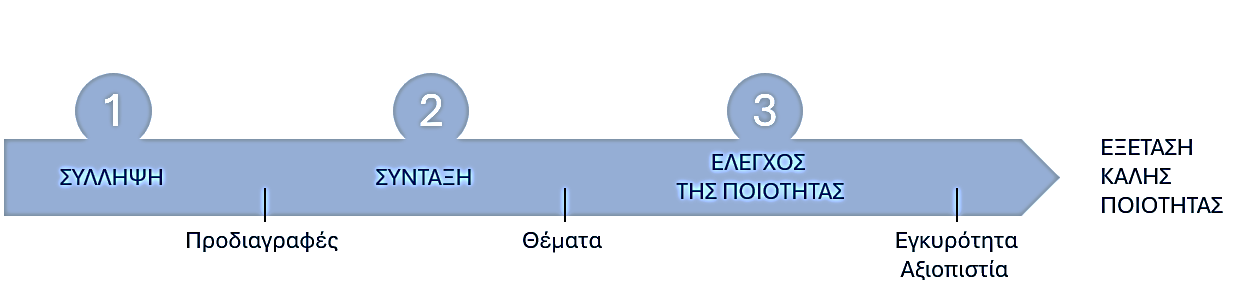 1
2
3
ΣΥΛΛΗΨΗ
ΣΥΝΤΑΞΗ
ΕΛΕΓΧΟΣ
ΤΗΣ ΠΟΙΟΤΗΤΑΣ
ΕΞΕΤΑΣΗ
ΚΑΛΗΣ
ΠΟΙΟΤΗΤΑΣ
Προδιαγραφές
Θέματα
Εγκυρότητα
Αξιοπιστία